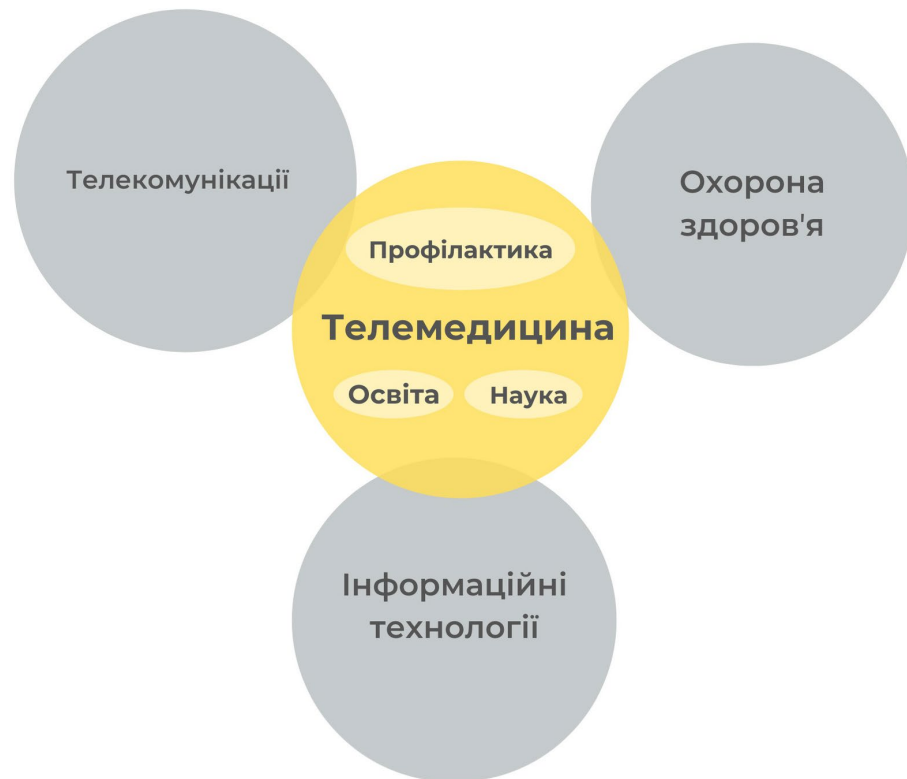 Телекомунікації
Охорона
здоров'я
Профілактика
Телемедицина
Освіта
Наука
Інформаційні
технології